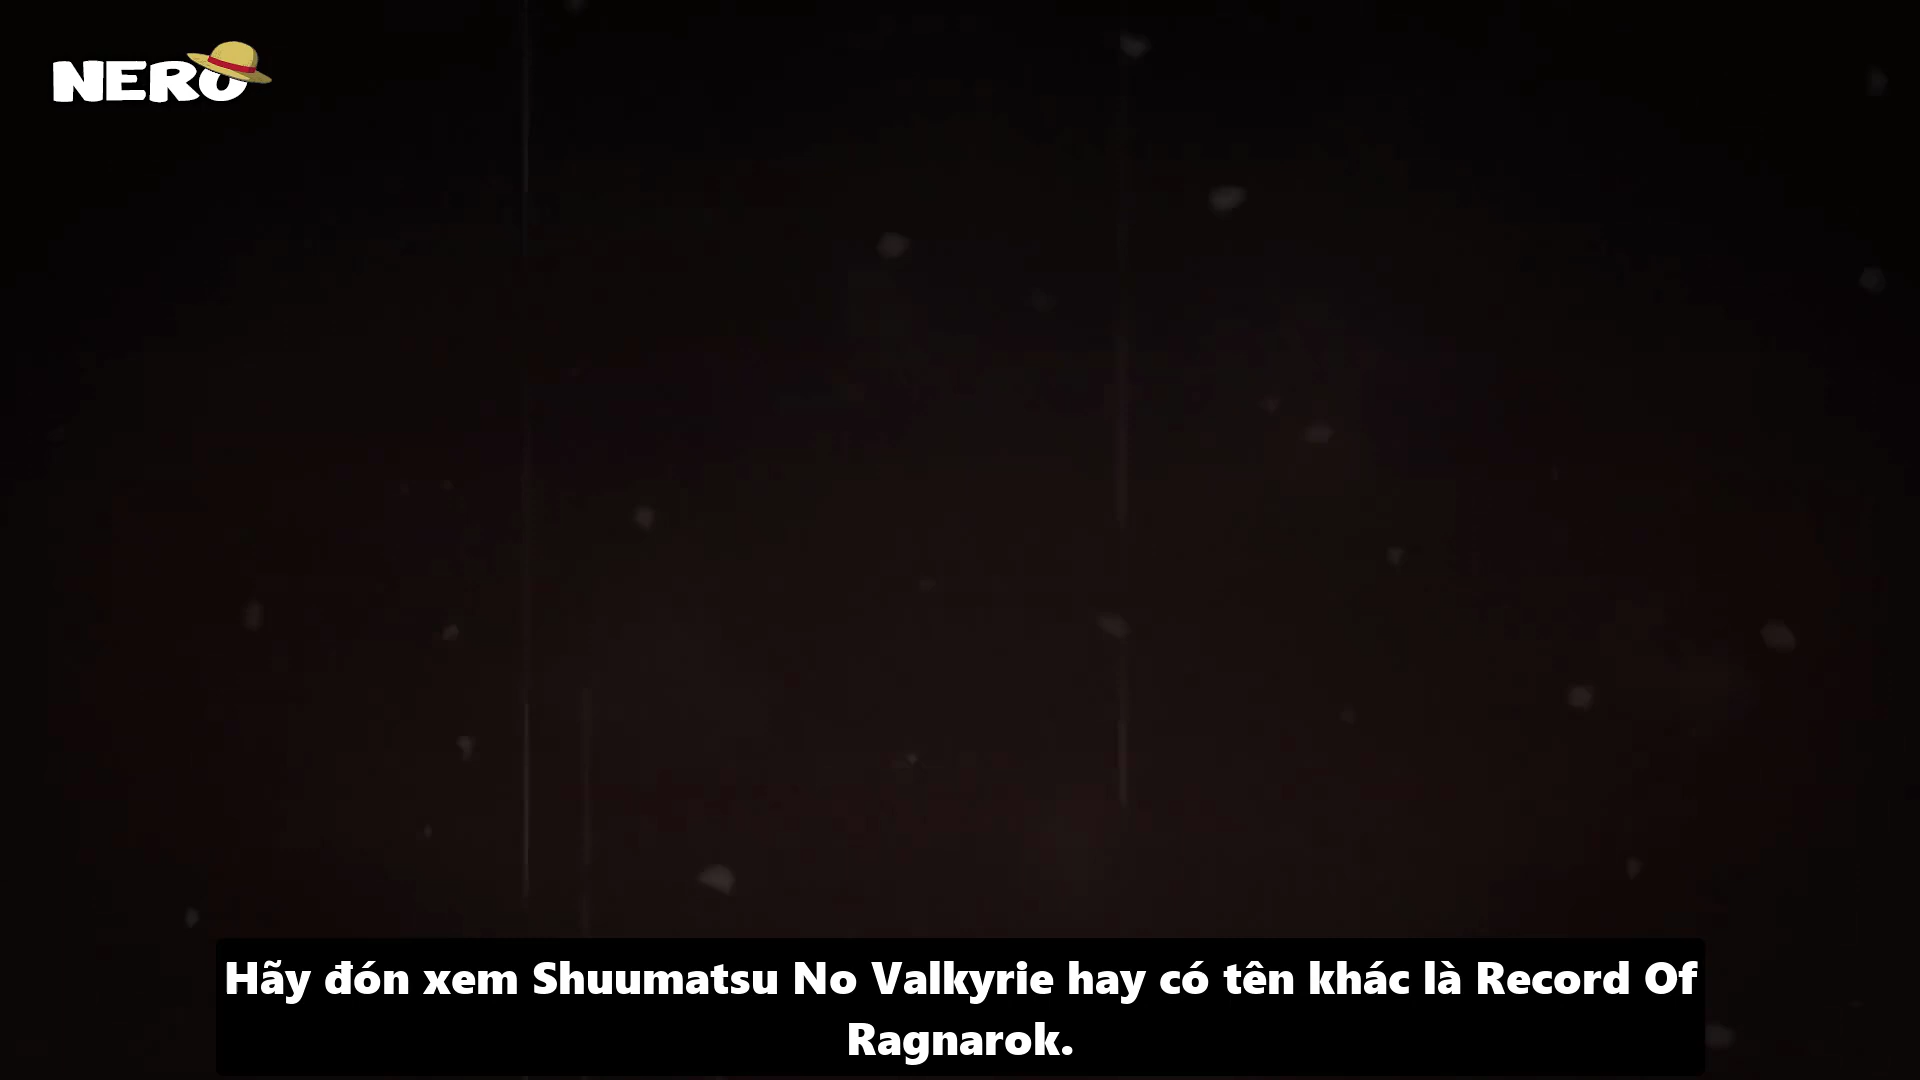 NERO
Hãy đón xem Shuumatsu No Valkyrie hay có tên khác là Record Of
Ragnarok.